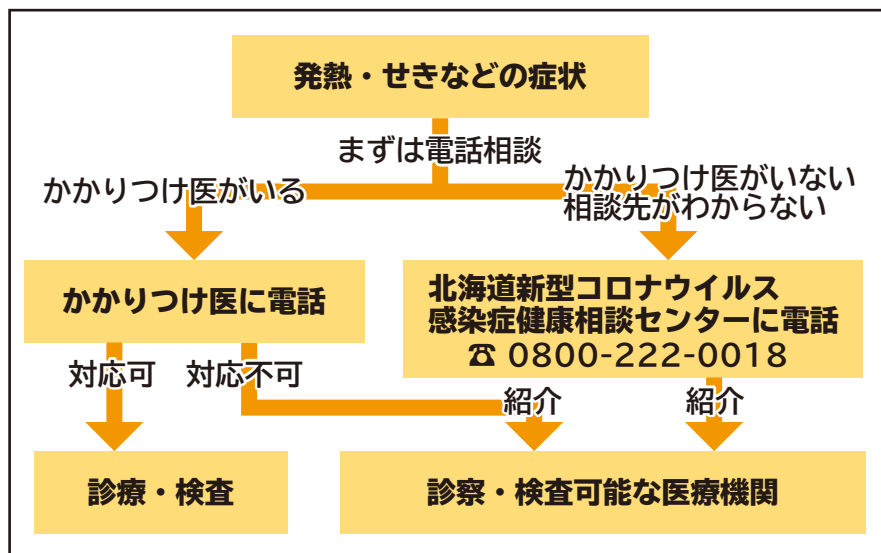 発熱・せきなどの症状
まずは電話相談
かかりつけ医がいる
かかりつけ医がいない
相談先がわからない
かかりつけ医に電話
北海道新型コロナウイルス
感染症健康相談センターに電話
☎ 0800-222-0018
対応可
対応不可
紹介
紹介
診療・検査
診察・検査可能な医療機関